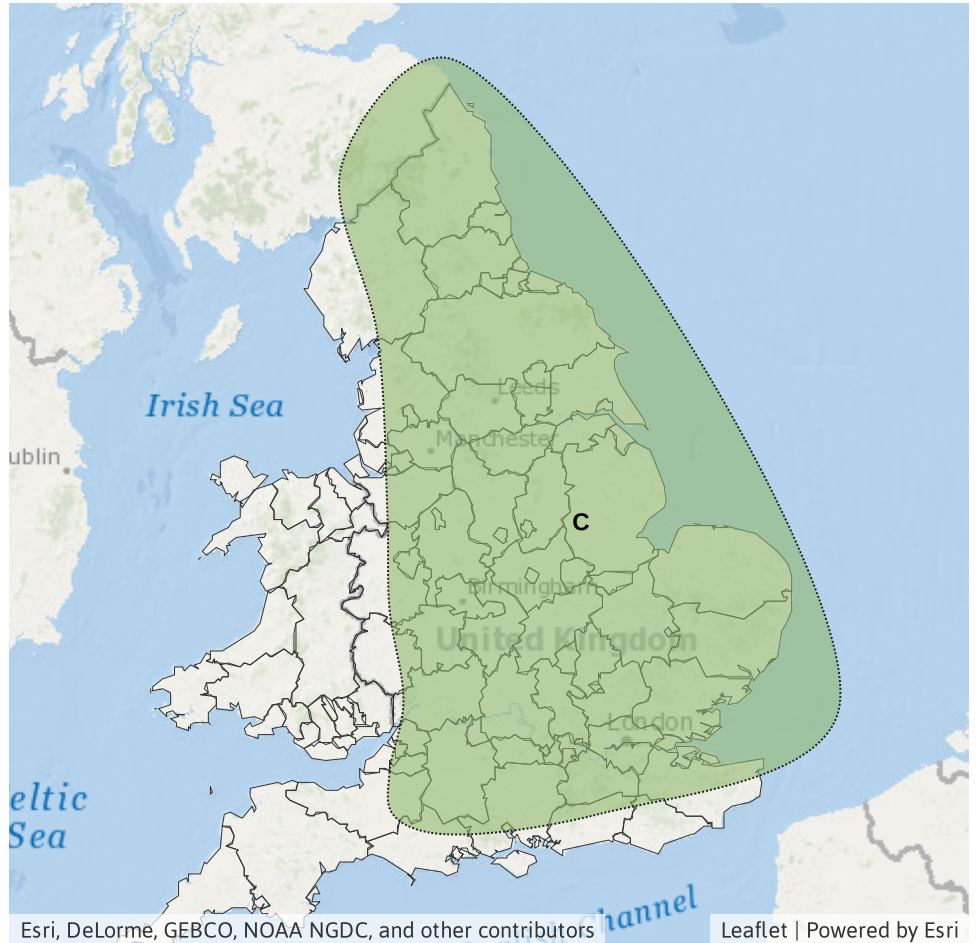 Leeds
Irish Sea
Manchester
ublin
C
Birmingham
United Kingdom
London
eltic
Sea
Channel
Esri, DeLorme, GEBCO, NOAA NGDC, and other contributors
Leaflet | Powered by Esri